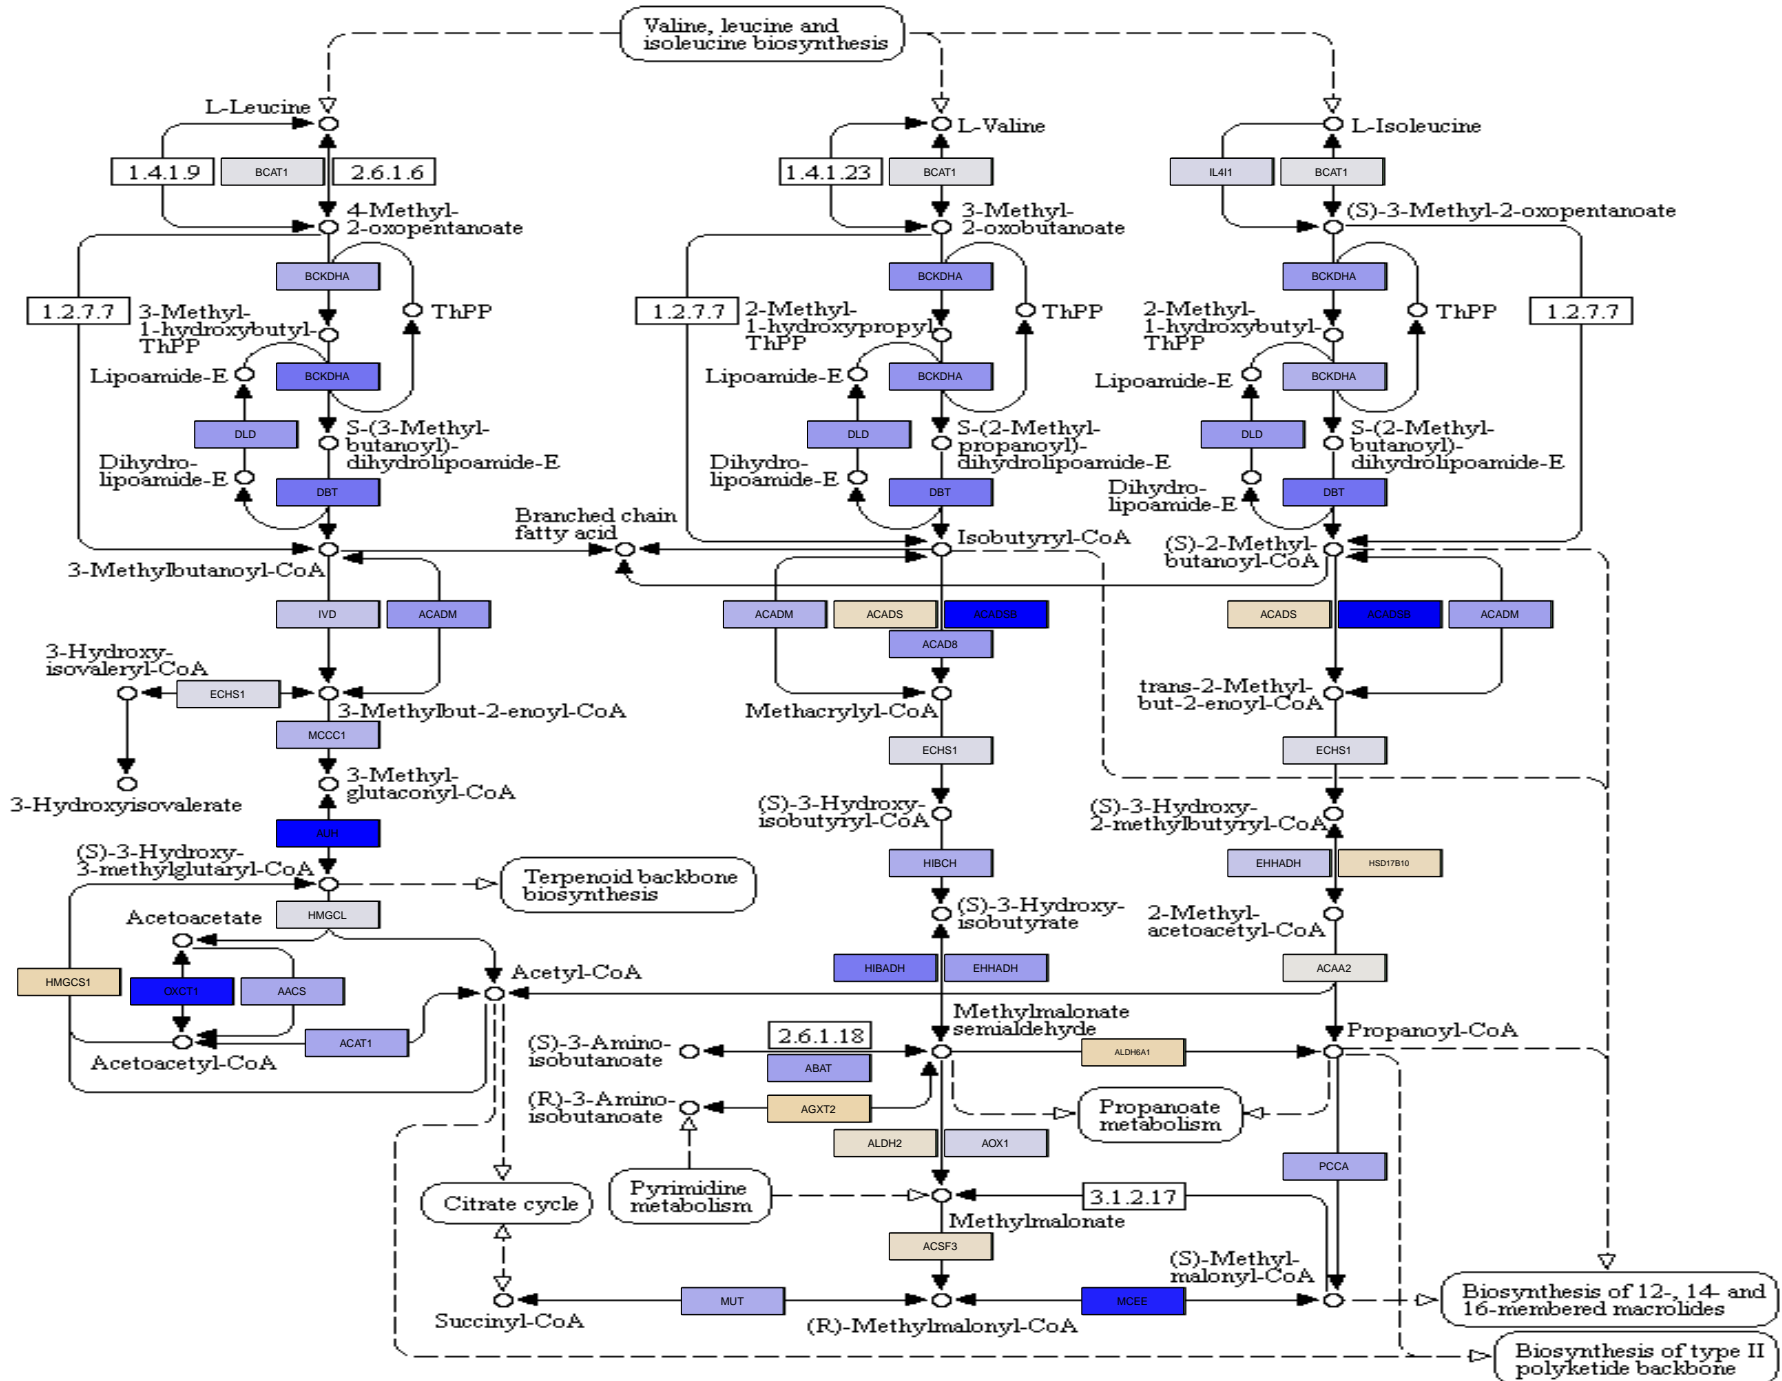 Valine, leucine and
isoleucine biosynthesis
L-Leucine
L-Valine
L-Isoleucine
1.4.1.9
BCAT1
2.6.1.6
1.4.1.23
BCAT1
IL4I1
BCAT1
4-Methyl-
2-oxopentanoate
3-Methyl-
2-oxobutanoate
(S)-3-Methyl-2-oxopentanoate
BCKDHA
BCKDHA
BCKDHA
1.2.7.7
3-Methyl-
1-hydroxybutyl-
ThPP
ThPP
1.2.7.7
2-Methyl-
1-hydroxypropyl
ThPP
ThPP
2-Methyl-
1-hydroxybutyl-
ThPP
ThPP
1.2.7.7
Lipoamide-E
BCKDHA
Lipoamide-E
BCKDHA
Lipoamide-E
BCKDHA
DLD
S-(3-Methyl-
butanoyl)-
dihydrolipoamide-E
DLD
S-(2-Methyl-
propanoyl)-
dihydrolipoamide-E
DLD
S-(2-Methyl-
butanoyl)-
dihydrolipoamide-E
Dihydro-
lipoamide-E
DBT
Dihydro-
lipoamide-E
DBT
Dihydro-
lipoamide-E
DBT
Branched chain
fatty acid
3-Methylbutanoyl-CoA
Isobutyryl-CoA
(S)-2-Methyl-
butanoyl-CoA
IVD
ACADM
ACADM
ACADS
ACADSB
ACAD8
ACADS
ACADSB
ACADM
3-Hydroxy-
isovaleryl-CoA
ECHS1
3-Methylbut-2-enoyl-CoA
Methacrylyl-CoA
trans-2-Methyl-
but-2-enoyl-CoA
MCCC1
ECHS1
ECHS1
3-Hydroxyisovalerate
3-Methyl-
glutaconyl-CoA
(S)-3-Hydroxy-
isobutyryl-CoA
(S)-3-Hydroxy-
2-methylbutyryl-CoA
AUH
(S)-3-Hydroxy-
3-methylglutaryl-CoA
Terpenoid backbone
biosynthesis
HIBCH
EHHADH
HSD17B10
HMGCL
Acetoacetate
(S)-3-Hydroxy-
isobutyrate
2-Methyl-
acetoacetyl-CoA
HMGCS1
OXCT1
AACS
Acetyl-CoA
HIBADH
EHHADH
ACAA2
ACAT1
Acetoacetyl-CoA
Methylmalonate
semialdehyde
Propanoyl-CoA
(S)-3-Amino-
isobutanoate
2.6.1.18
ABAT
ALDH6A1
(R)-3-Amino-
isobutanoate
AGXT2
Propanoate
metabolism
ALDH2
AOX1
PCCA
Citrate cycle
Pyrimidine
metabolism
3.1.2.17
Methylmalonate
ACSF3
(S)-Methyl-
malonyl-CoA
MUT
MCEE
Succinyl-CoA
(R)-Methylmalonyl-CoA
Biosynthesis of 12-, 14- and
16-membered macrolides
Biosynthesis of type II
polyketide backbone